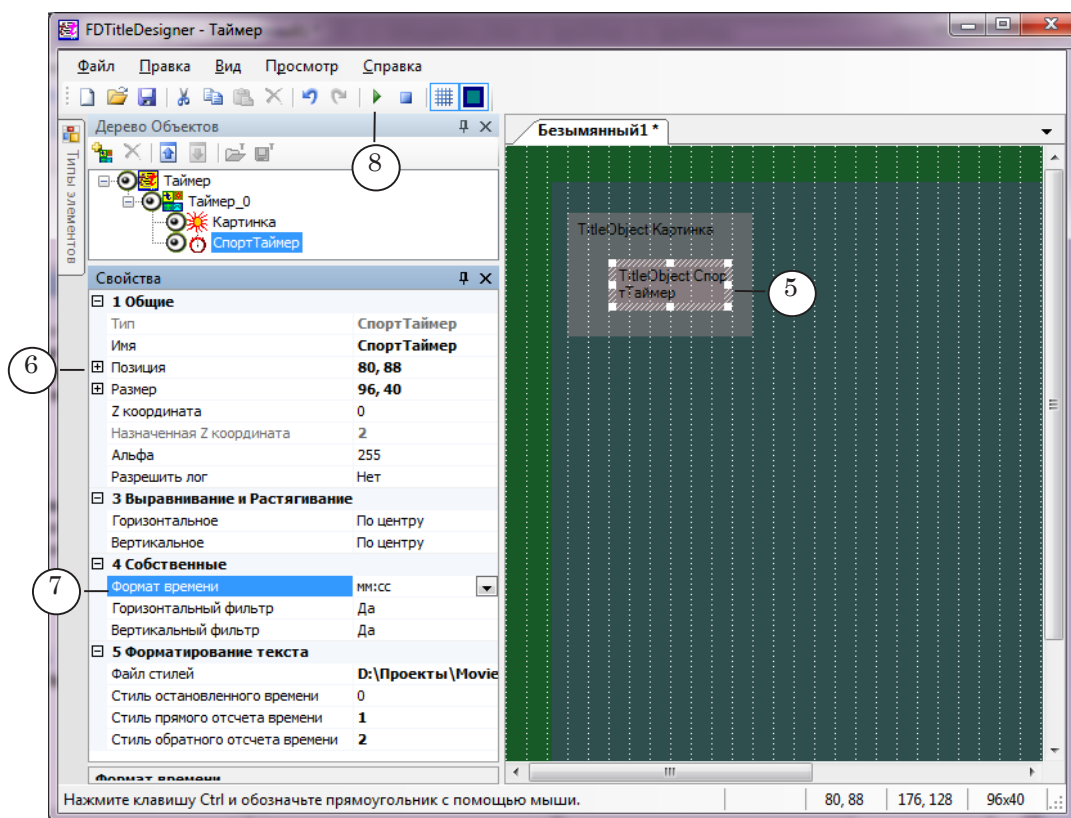 FDTitleDesigner - Таймер
Файл Правка Вид Просмотр Справка
Типы элементов
Дерево Объектов
Таймер
Таймер_0
Картинка
СпортТаймер
8
Безымянный1 *
TitleObject Картинка
TitleObject Спор
тТаймер
5
Свойства
1 Общие
Тип СпортТаймер
Имя СпортТаймер
6
Позиция 80, 88
Размер 96, 40
Z координата 0
Назначенная Z координата 2
Альфа 255
Разрешить лог Нет
3 Выравнивание и Растягивание
Горизонтальное По центру
Вертикальное По центру
4 Собственные
7
Формат времени мм:сс
Горизонтальный фильтр Да
Вертикальный фильтр Да
5 Форматирование текста
Файл стилей D:\Проекты\Movie
Стиль остановленного времени 0
Стиль прямого отсчета времени 1
Стиль обратного отсчета времени 2
Формат времени
Нажмите клавишу Ctrl и обозначьте прямоугольник с помощью мыши. 80, 88 176, 128 96x40